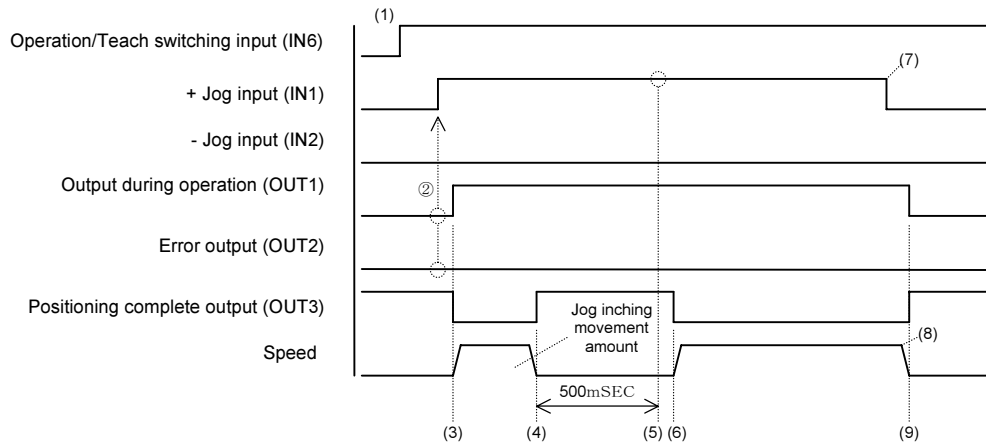 (1)
Operation/Teach switching input (IN6)
(7)
+ Jog input (IN1)
- Jog input (IN2)
Output during operation (OUT1)
②
Error output (OUT2)
Positioning complete output (OUT3)
Jog inching
movement
amount
Speed
(8)
500mSEC
(3)
(4)
(5)
(6)
(9)